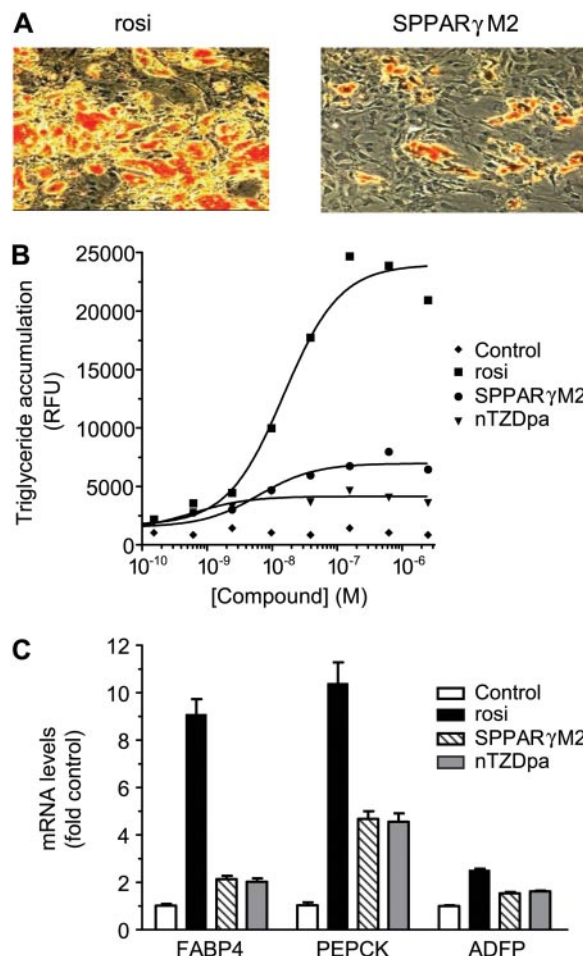 A
rosi
SPPARγ M2
B
Triglyceride accumulation
(RFU)
25000
20000
15000
10000
5000
0
10⁻¹⁰ 10⁻⁹ 10⁻⁸ 10⁻⁷ 10⁻⁶
[Compound] (M)
Control
rosi
SPPARγM2
nTZDpa
C
mRNA levels
(fold control)
12
10
8
6
4
2
0
Control
rosi
SPPARγM2
nTZDpa
FABP4 PEPCK ADFP